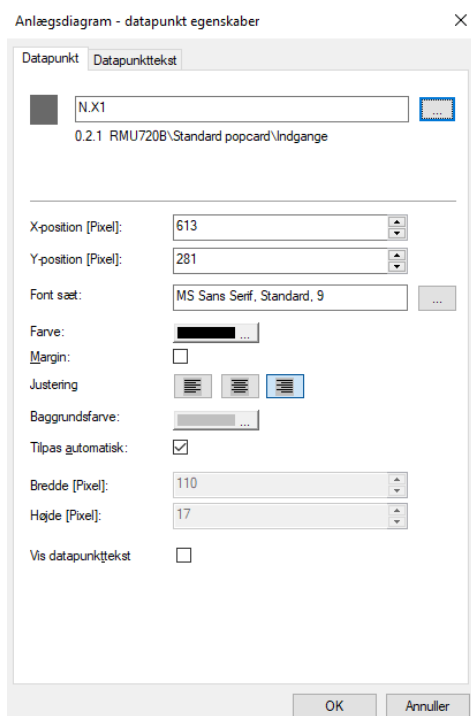 Anlægsdiagram - datapunkt egenskaber
Datapunkt Datapunkttekst
N.X1 ...
0.2.1 RMU720B\Standard popcard\Indgange
X-position [Pixel]: 613
Y-position [Pixel]: 281
Font sæt: MS Sans Serif, Standard, 9 ...
Farve: ...
Margin:
Justering
Baggrundsfarve: ...
Tilpas automatisk:
Bredde [Pixel]: 110
Højde [Pixel]: 17
Vis datapunkttekst
OK Annuller